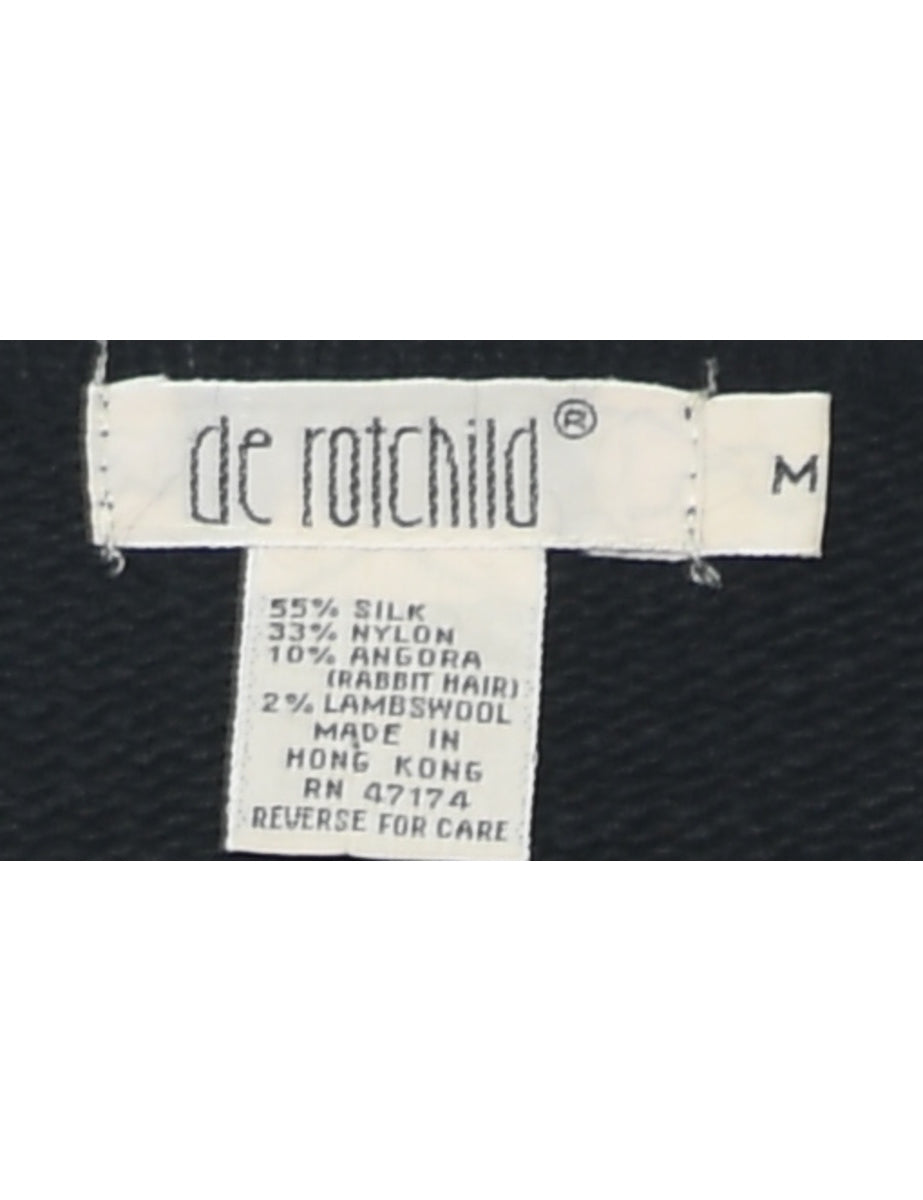 de rotchild®
M
55% SILK
33% NYLON
10% ANGORA
(RABBIT HAIR)
2% LAMBSWOOL
MADE IN
HONG KONG
RN 47174
REVERSE FOR CARE